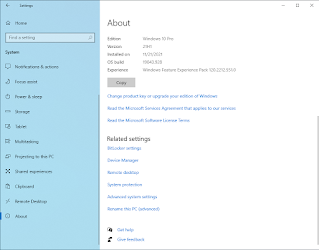 Settings
Home
Find a setting
System
Notifications & actions
Focus assist
Power & sleep
Storage
Tablet
Multitasking
Projecting to this PC
Shared experiences
Clipboard
Remote Desktop
About
About
Edition Windows 10 Pro
Version 21H1
Installed on 11/21/2021
OS build
Experience Windows Feature Experience Pack
Copy
Change product key or upgrade your edition of Windows
Read the Microsoft Services Agreement that applies to our services
Read the Microsoft Software License Terms
Related settings
BitLocker settings
Device Manager
Remote desktop
System protection
Advanced system settings
Rename this PC (advanced)
Get help
Give feedback